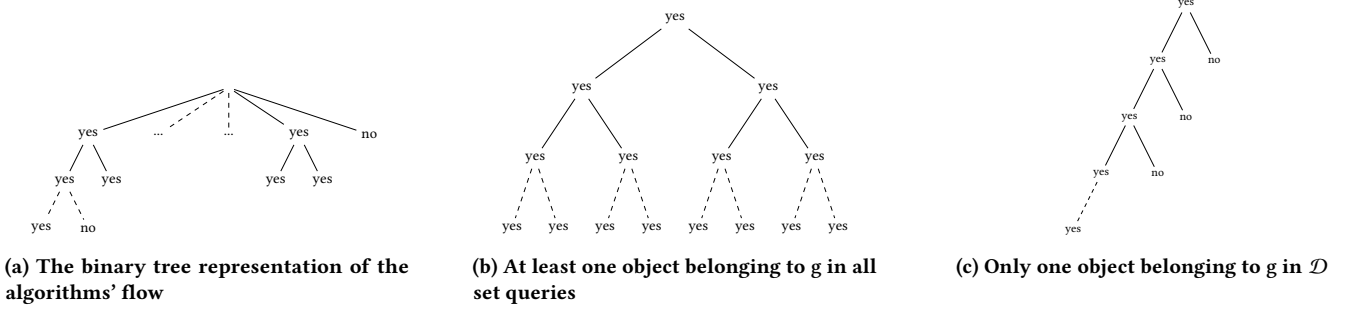 yes ... ... yes no
yes yes yes yes
yes no
(a) The binary tree representation of the
algorithms' flow
yes
yes yes
yes yes yes yes
yes yes yes yes yes yes yes yes
(b) At least one object belonging to g in all
set queries
yes
yes no
yes no
yes no
yes
(c) Only one object belonging to g in 𝒟